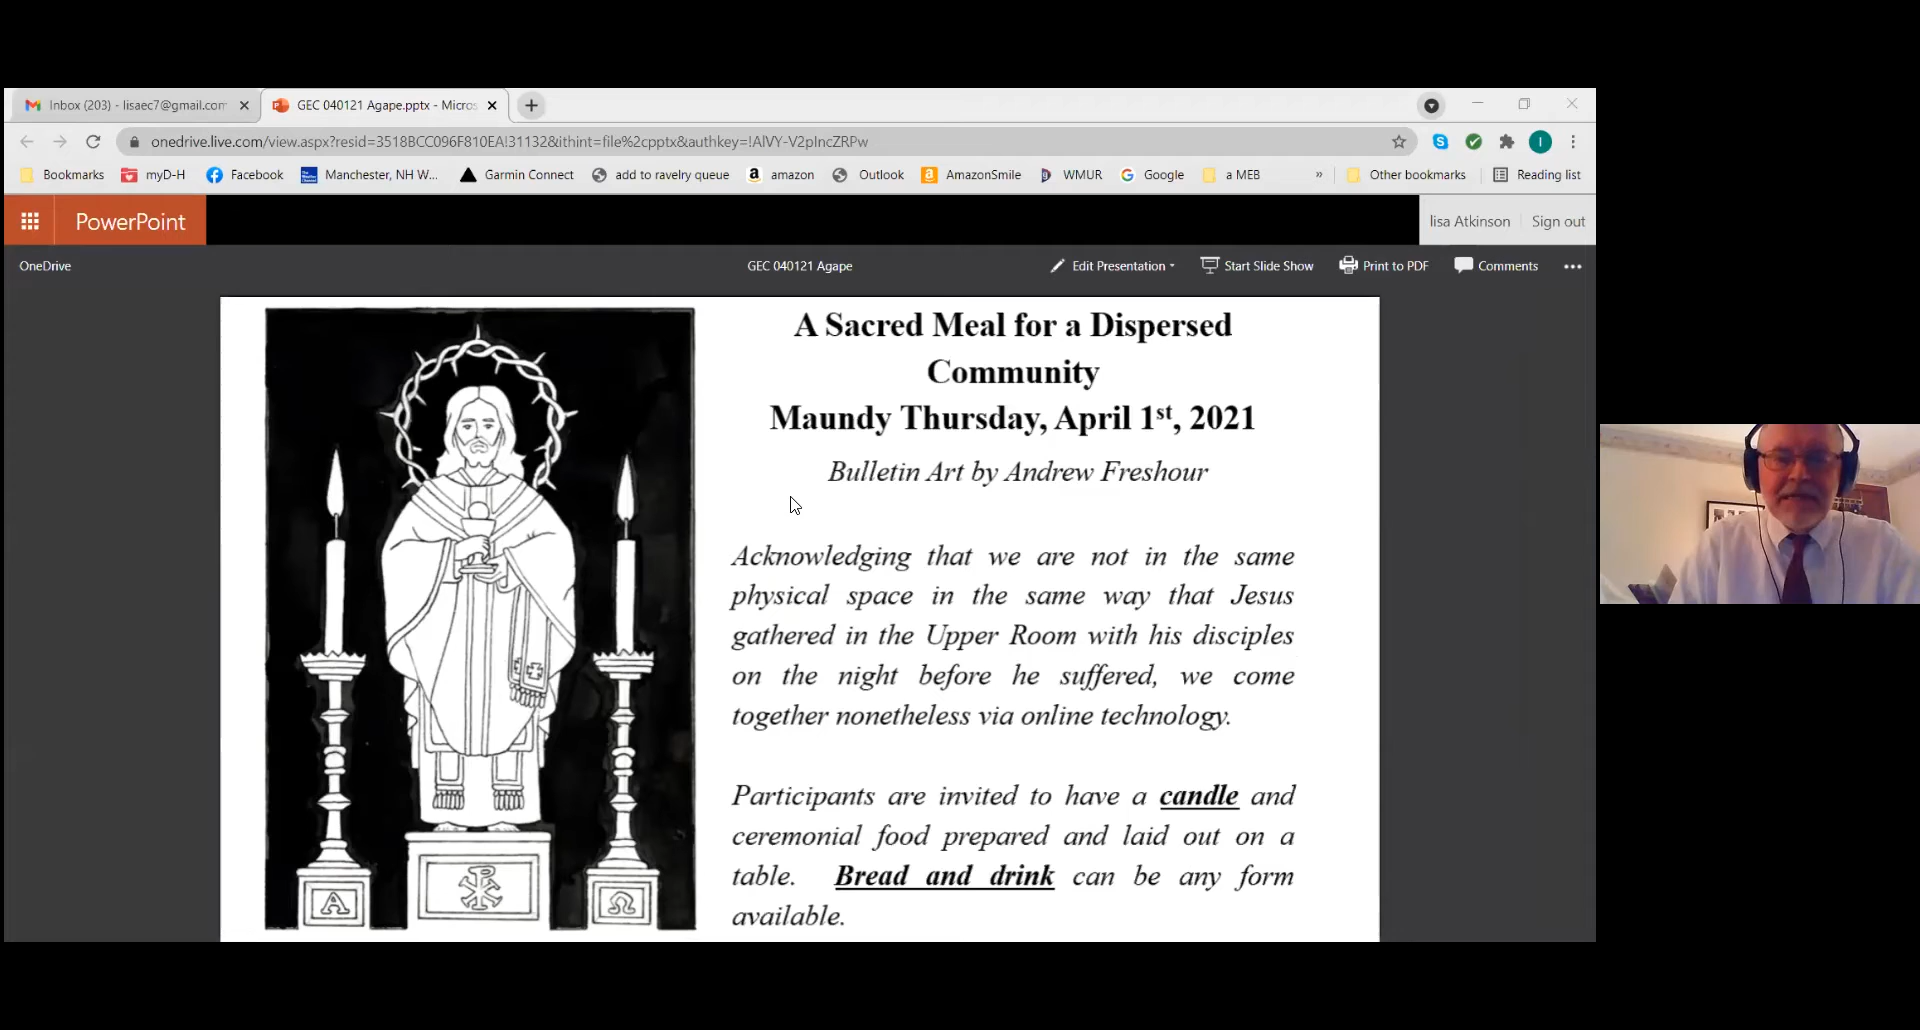 Inbox (203) - lisaec7@gmail.com
GEC 040121 Agape.pptx - Micros
onedrive.live.com/view.aspx?resid=3518BCC096F810EA!31132&ithint=file%2cpptx&authkey=!AlVY-V2pIncZRPw
Bookmarks myD-H Facebook Manchester, NH W... Garmin Connect add to ravelry queue amazon Outlook AmazonSmile WMUR Google a MEB » Other bookmarks Reading list
PowerPoint
lisa Atkinson Sign out
OneDrive GEC 040121 Agape Edit Presentation Start Slide Show Print to PDF Comments
A Sacred Meal for a Dispersed
Community
Maundy Thursday, April 1st, 2021
Bulletin Art by Andrew Freshour
Acknowledging that we are not in the same
physical space in the same way that Jesus
gathered in the Upper Room with his disciples
on the night before he suffered, we come
together nonetheless via online technology.
Participants are invited to have a candle and
ceremonial food prepared and laid out on a
table. Bread and drink can be any form
available.
Α
Ω